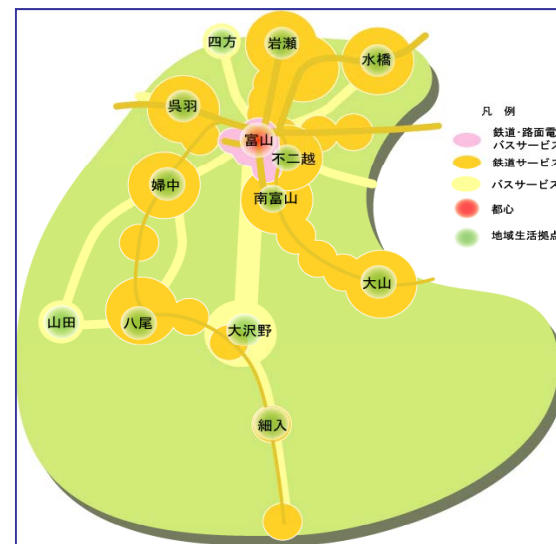 四方
岩瀬
水橋
呉羽
富山
不二越
婦中
南富山
大山
山田
八尾
大沢野
細入
凡 例
鉄道・路面電
バスサービス
鉄道サービス
バスサービス
都心
地域生活拠点